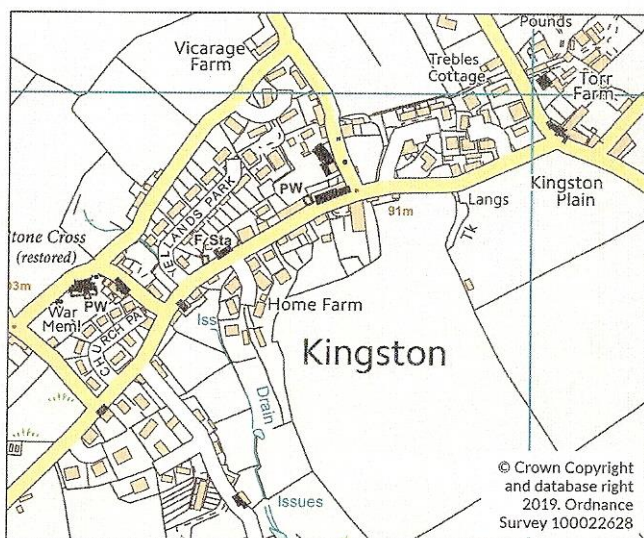 Pounds
Vicarage
Farm
Trebles
Cottage
Torr
Farm
PW
Kingston
Plain
YELLANDS PARK
91m
Langs
Tk
F Sta
tone Cross
(restored)
03m
PW
War
Meml
CHURCH PA
Iss
Home Farm
Kingston
Drain
Issues
© Crown Copyright
and database right
2019. Ordnance
Survey 100022628